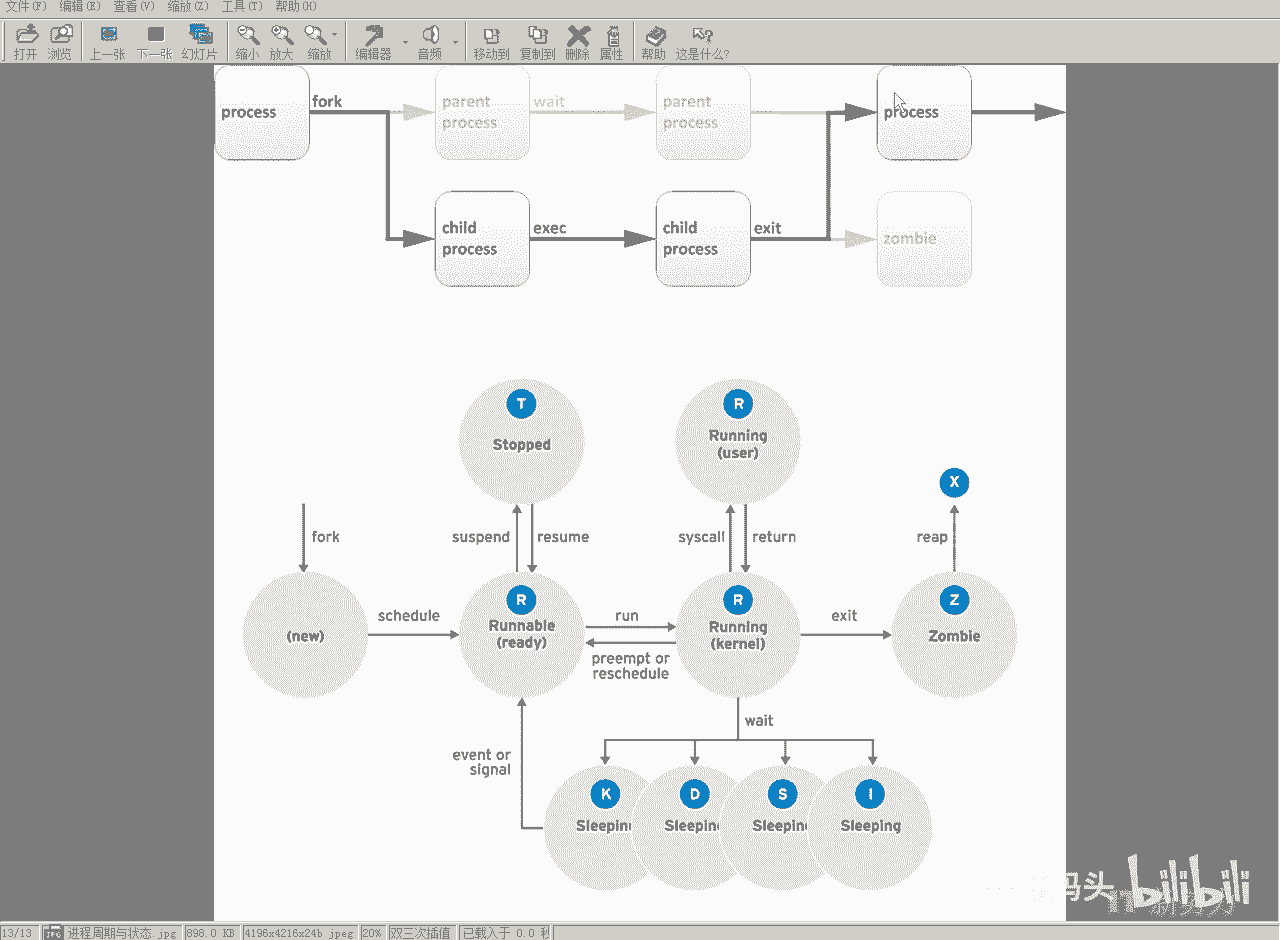 文件(F) 编辑(E) 查看(V) 缩放(Z) 工具(T) 帮助(H)
打开 浏览 上一张 下一张 幻灯片 缩小 放大 缩放 编辑器 音频 移动到 复制到 删除 属性 帮助 这是什么?
process
fork
parent
process
wait
parent
process
process
child
process
exec
child
process
exit
zombie
T
Stopped
R
Running
(user)
X
fork
suspend
resume
syscall
return
reap
(new)
schedule
R
Runnable
(ready)
run
preempt or
reschedule
R
Running
(kernel)
exit
Z
Zombie
wait
event or
signal
K
Sleepin
D
Sleepin
S
Sleepin
I
Sleeping
码头
bilibili
13/13 进程周期与状态.jpg 898.0 KB 4196x4216x24b jpeg 20% 双三次插值 已载入于 0.0 秒